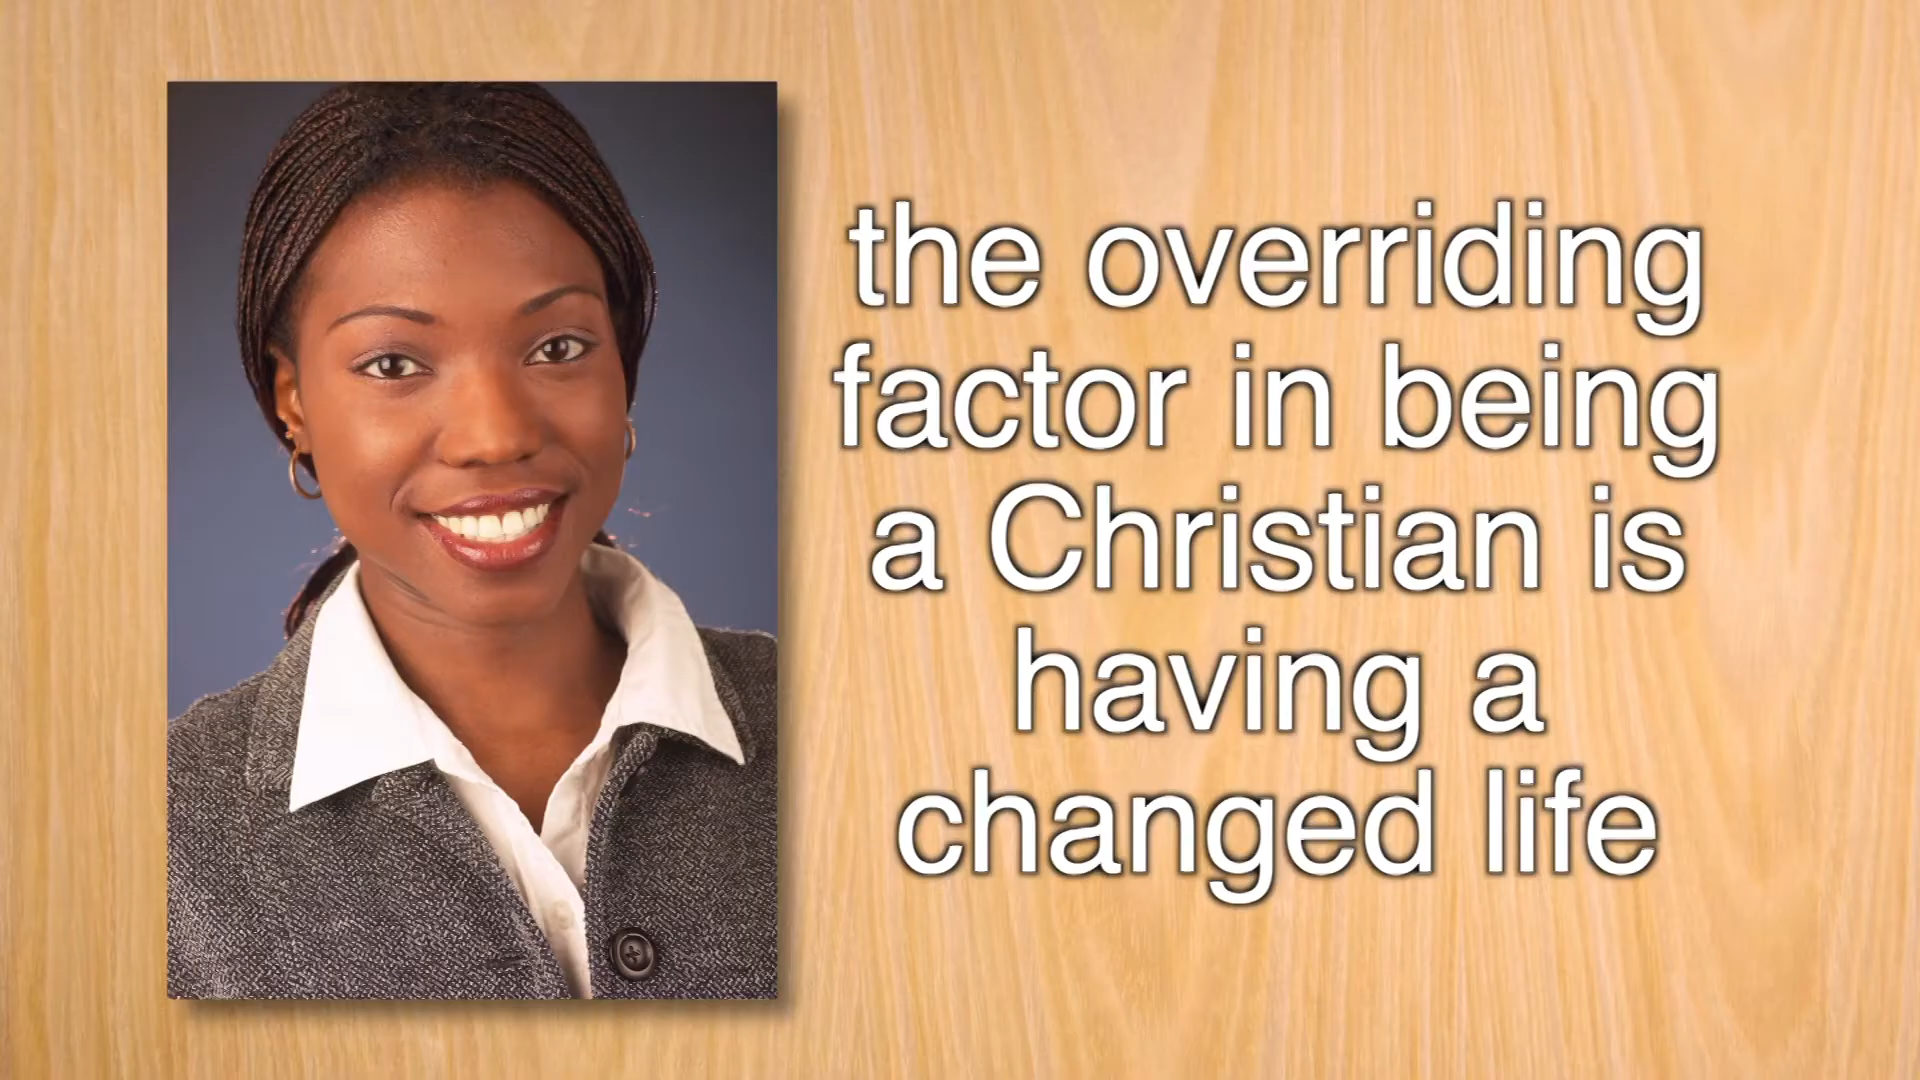 the overriding
factor in being
a Christian is
having a
changed life